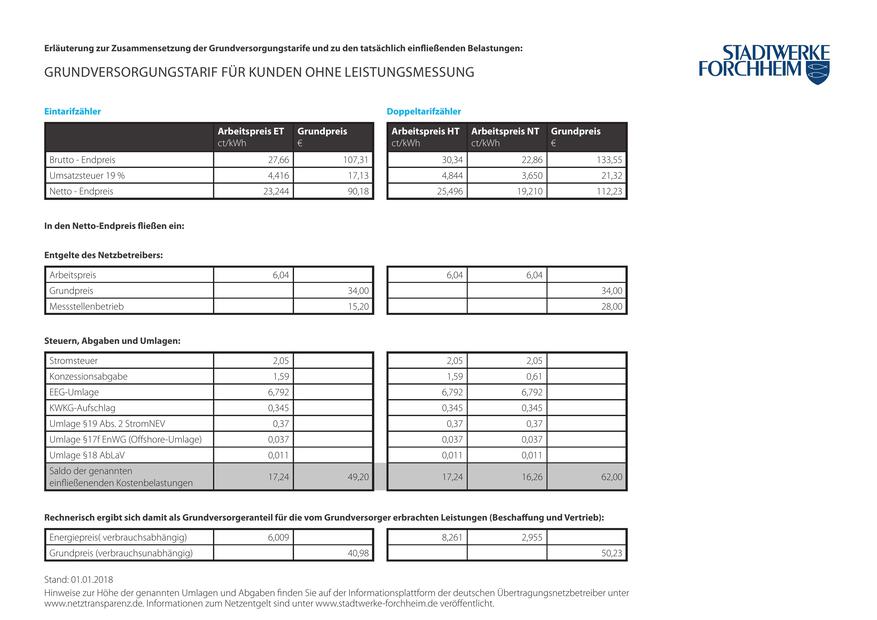 Erläuterung zur Zusammensetzung der Grundversorgungstarife und zu den tatsächlich einfließenden Belastungen:
GRUNDVERSORGUNGSTARIF FÜR KUNDEN OHNE LEISTUNGSMESSUNG
STADTWERKE
FORCHHEIM
Eintarifzähler Doppeltarifzähler
Arbeitspreis ET Grundpreis Arbeitspreis HT Arbeitspreis NT Grundpreis
ct/kWh € ct/kWh ct/kWh €
Brutto - Endpreis 27,66 107,31 30,34 22,86 133,55
Umsatzsteuer 19 % 4,416 17,13 4,844 3,650 21,32
Netto - Endpreis 23,244 90,18 25,496 19,210 112,23
In den Netto-Endpreis fließen ein:
Entgelte des Netzbetreibers:
Arbeitspreis 6,04 6,04 6,04
Grundpreis 34,00 34,00
Messstellenbetrieb 15,20 28,00
Steuern, Abgaben und Umlagen:
Stromsteuer 2,05 2,05 2,05
Konzessionsabgabe 1,59 1,59 0,61
EEG-Umlage 6,792 6,792 6,792
KWKG-Aufschlag 0,345 0,345 0,345
Umlage §19 Abs. 2 StromNEV 0,37 0,37 0,37
Umlage §17f EnWG (Offshore-Umlage) 0,037 0,037 0,037
Umlage §18 AbLaV 0,011 0,011 0,011
Saldo der genannten
einfließenenden Kostenbelastungen 17,24 49,20 17,24 16,26 62,00
Rechnerisch ergibt sich damit als Grundversorgeranteil für die vom Grundversorger erbrachten Leistungen (Beschaffung und Vertrieb):
Energiepreis( verbrauchsabhängig) 6,009 8,261 2,955
Grundpreis (verbrauchsunabhängig) 40,98 50,23
Stand: 01.01.2018
Hinweise zur Höhe der genannten Umlagen und Abgaben finden Sie auf der Informationsplattform der deutschen Übertragungsnetzbetreiber unter
www.netztransparenz.de. Informationen zum Netzentgelt sind unter www.stadtwerke-forchheim.de veröffentlicht.